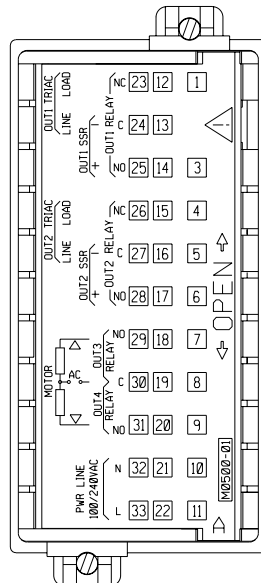 OUT1 TRIAC
LOAD
LINE
OUT1 SSR
− +
OUT1 RELAY
NC 23 12 1
C 24 13
NO 25 14 3
OUT2 TRIAC
LOAD
LINE
OUT2 SSR
− +
OUT2 RELAY
NC 26 15 4
C 27 16 5
NO 28 17 6
OPEN
MOTOR
AC
OUT3
RELAY
OUT4
RELAY
NO 29 18 7
C 30 19 8
NO 31 20 9
PWR LINE
100/240VAC
N 32 21 10
L 33 22 11
M0500-01
A